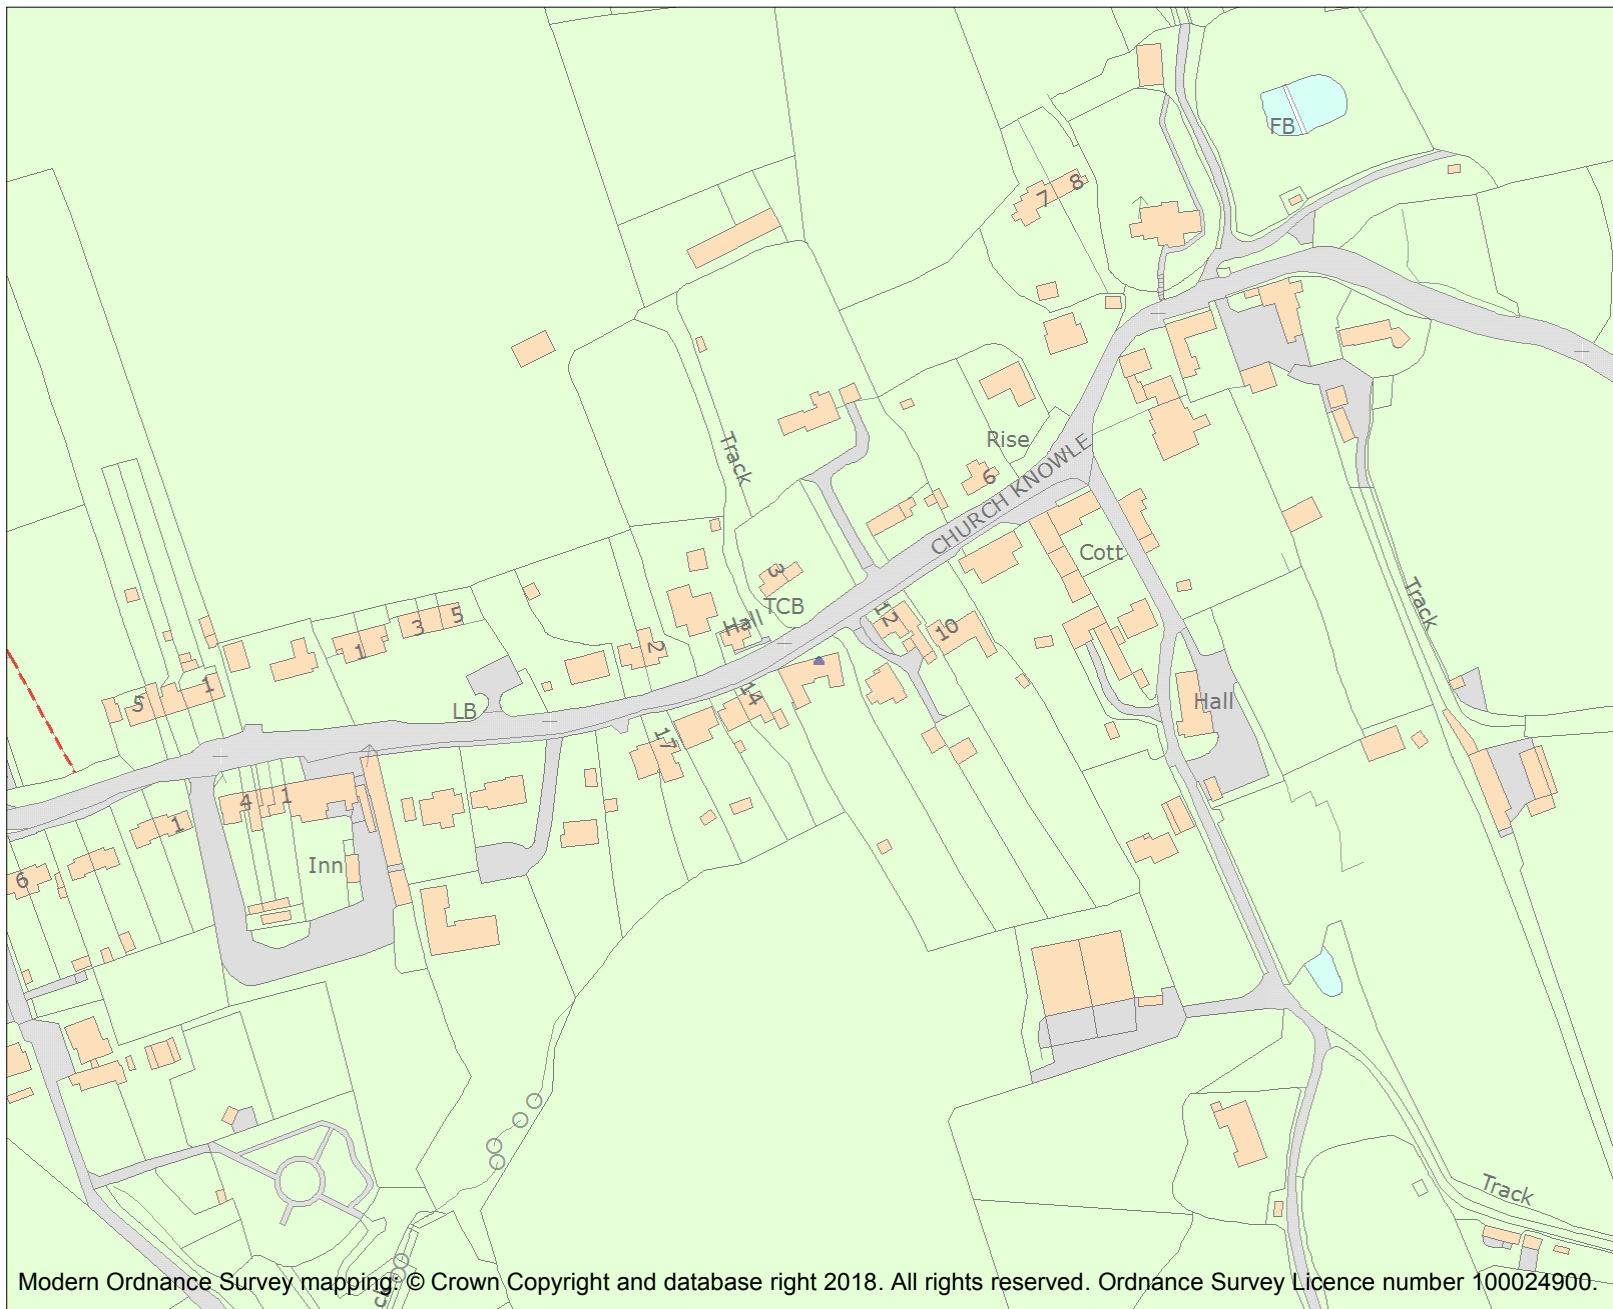 FB
7
8
Rise
Track
CHURCH KNOWLE
6
Cott
3
TCB
Hall
12
10
Track
1
3
5
2
5
1
LB
14
17
Hall
4
1
1
Inn
6
Track
Modern Ordnance Survey mapping: © Crown Copyright and database right 2018. All rights reserved. Ordnance Survey Licence number 100024900.